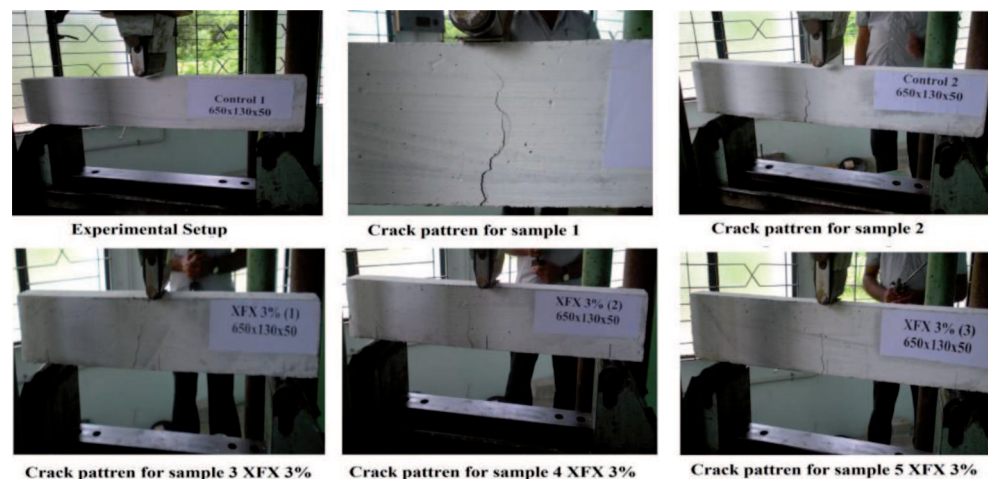 Control 1
650x130x50
Experimental Setup
Crack pattren for sample 1
Control 2
650x130x50
Crack pattren for sample 2
XFX 3% (1)
650x130x50
Crack pattren for sample 3 XFX 3%
XFX 3% (2)
650x130x50
Crack pattren for sample 4 XFX 3%
XFX 3% (3)
650x130x50
Crack pattren for sample 5 XFX 3%